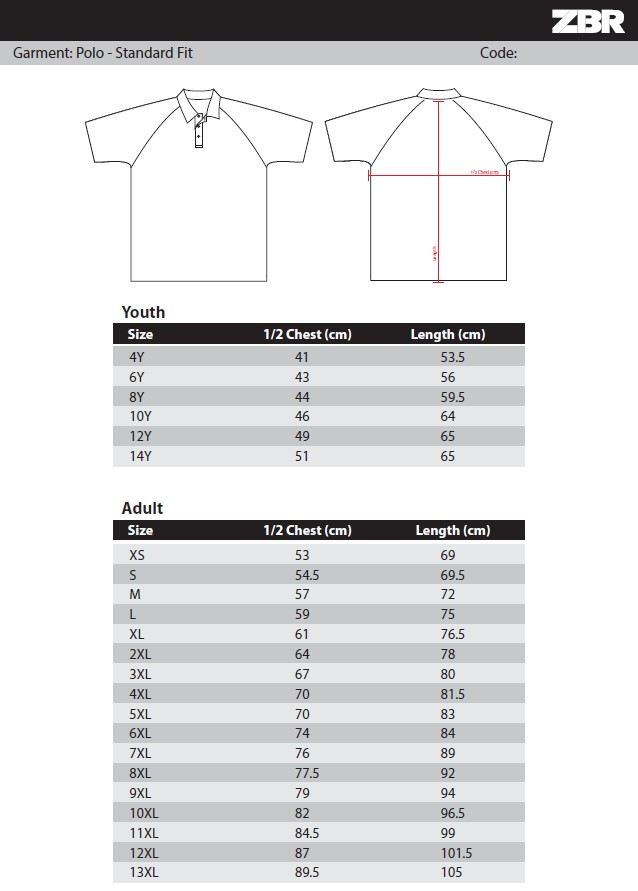 ZBR
Garment: Polo - Standard Fit Code:
1/2 Chest (cm)
Length
Youth
Size 1/2 Chest (cm) Length (cm)
4Y 41 53.5
6Y 43 56
8Y 44 59.5
10Y 46 64
12Y 49 65
14Y 51 65
Adult
Size 1/2 Chest (cm) Length (cm)
XS 53 69
S 54.5 69.5
M 57 72
L 59 75
XL 61 76.5
2XL 64 78
3XL 67 80
4XL 70 81.5
5XL 70 83
6XL 74 84
7XL 76 89
8XL 77.5 92
9XL 79 94
10XL 82 96.5
11XL 84.5 99
12XL 87 101.5
13XL 89.5 105